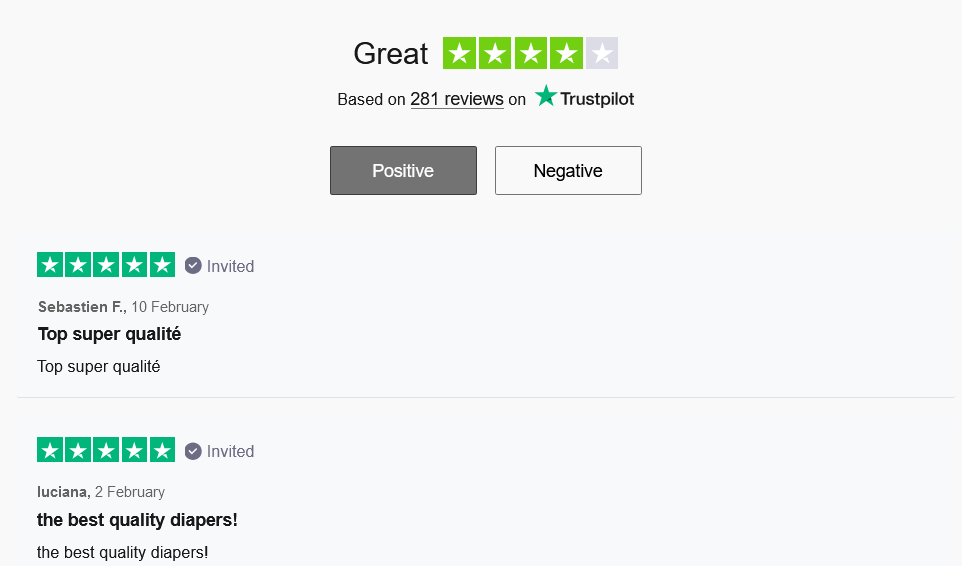 Great
Based on 281 reviews on Trustpilot
Positive
Negative
Invited
Sebastien F., 10 February
Top super qualité
Top super qualité
Invited
luciana, 2 February
the best quality diapers!
the best quality diapers!